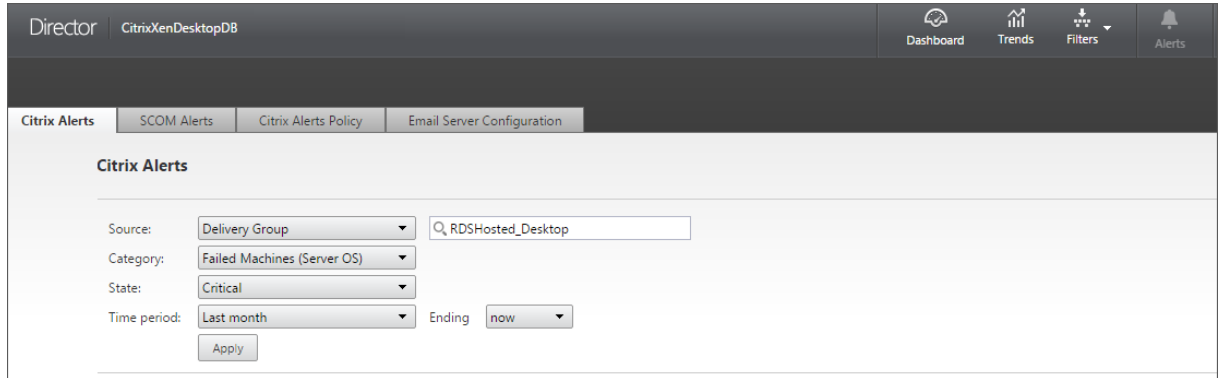 Director CitrixXenDesktopDB
Dashboard Trends Filters Alerts
Citrix Alerts SCOM Alerts Citrix Alerts Policy Email Server Configuration
Citrix Alerts
Source: Delivery Group RDSHosted_Desktop
Category: Failed Machines (Server OS)
State: Critical
Time period: Last month Ending now
Apply